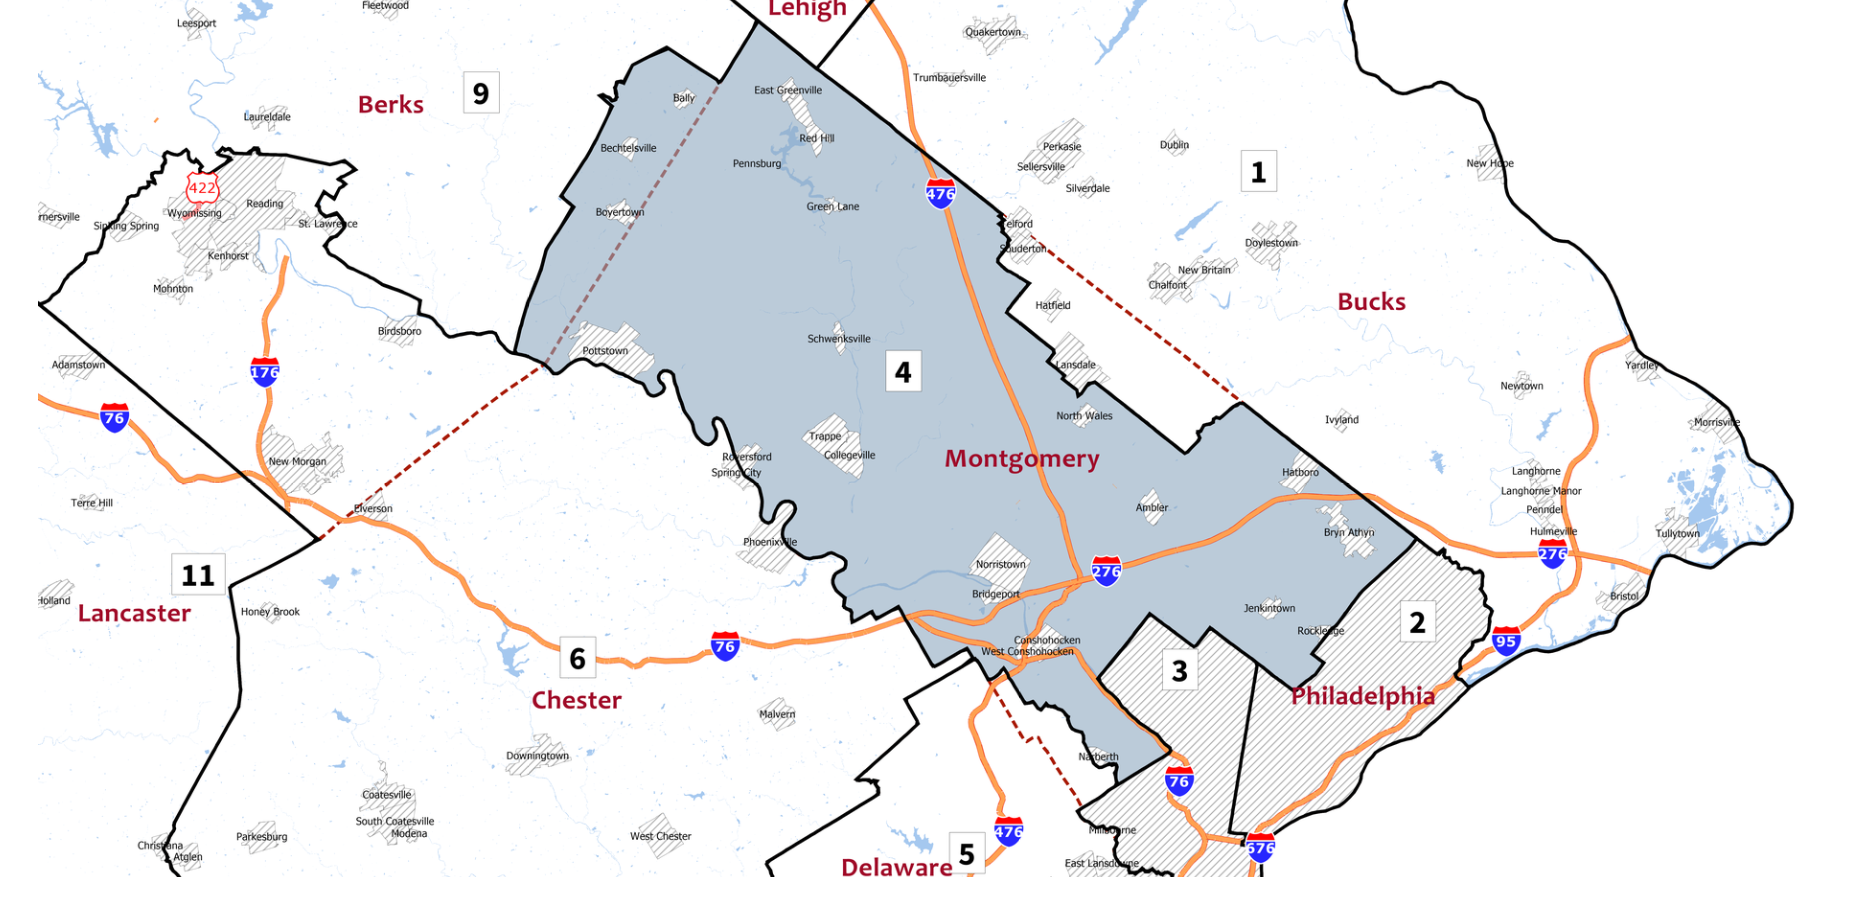 Lehigh
Fleetwood
Leesport
Quakertown
Trumbauersville
9
Berks
Bally
East Greenville
Laureldale
Red Hill
Perkasie
Dublin
Bechtelsville
Pennsburg
Sellersville
1
New Hope
422
Silverdale
476
Reading
Wyomissing
Boyertown
Green Lane
rnersville
Sinking Spring
St. Lawrence
elford
Souderton
Doylestown
Kenhorst
New Britain
Chalfont
Mohnton
Bucks
Hatfield
Birdsboro
Schwenksville
Pottstown
Adamstown
Lansdale
Yardley
176
4
Newtown
76
North Wales
Ivyland
Morrisville
Trappe
Collegeville
Royersford
Spring City
Montgomery
New Morgan
Hatboro
Langhorne
Langhorne Manor
Terre Hill
Elverson
Ambler
Penndel
Hulmeville
Bryn Athyn
Tullytown
Phoenixville
276
276
Norristown
11
Bridgeport
Holland
Lancaster
Honey Brook
Jenkintown
Bristol
2
Rockledge
Conshohocken
West Conshohocken
95
76
6
3
Chester
Philadelphia
Malvern
Downingtown
Narberth
76
Coatesville
South Coatesville
Modena
Parkesburg
West Chester
476
Millbourne
Christiana
Atglen
676
5
Delaware
East Lansdowne